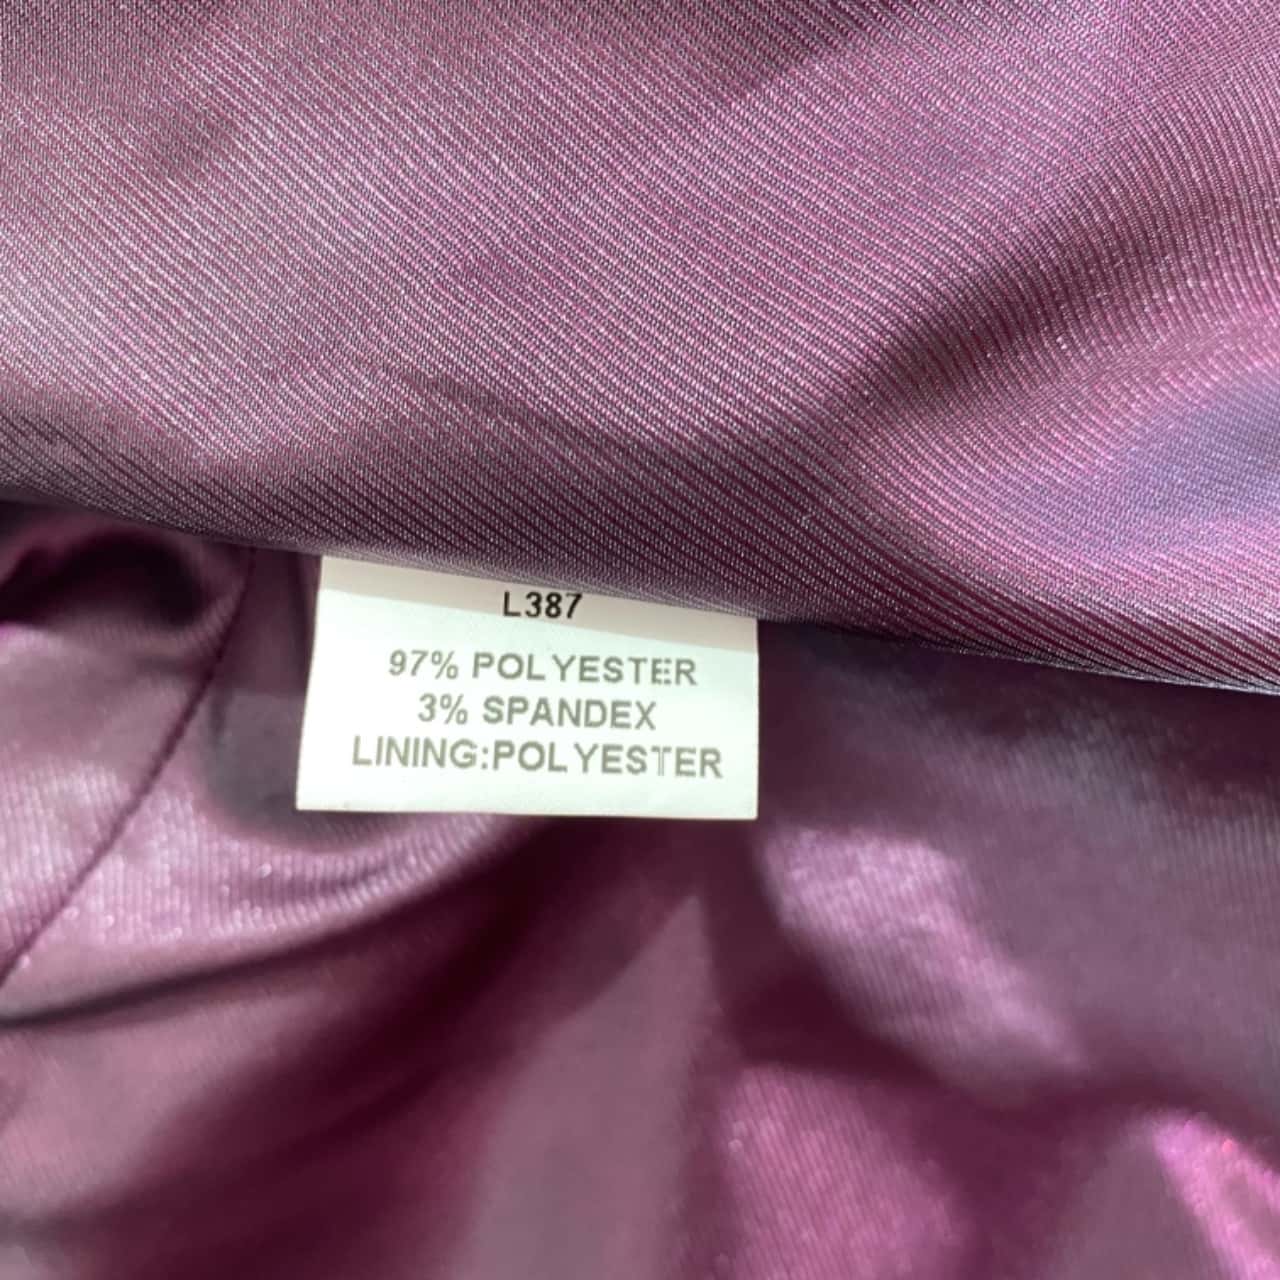 L387
97% POLYESTER
3% SPANDEX
LINING:POLYESTER